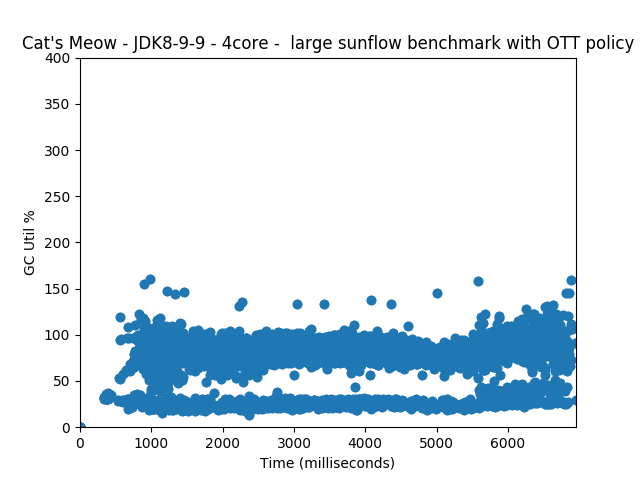 Cat's Meow - JDK8-9-9 - 4core -  large sunflow benchmark with OTT policy
400
350
300
250
200
150
100
50
0
GC Util %
0 1000 2000 3000 4000 5000 6000
Time (milliseconds)